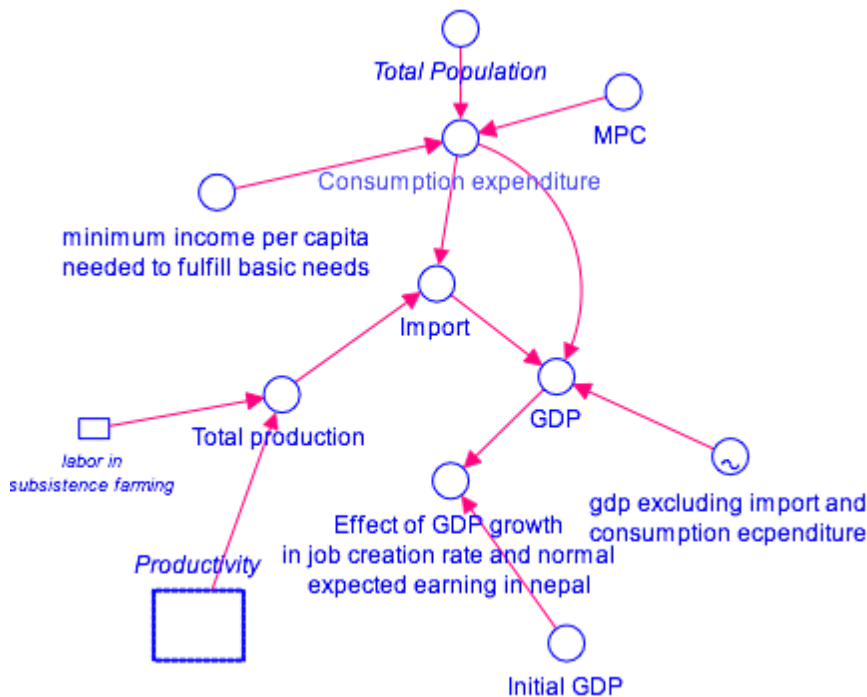 Total Population
MPC
Consumption expenditure
minimum income per capita
needed to fulfill basic needs
Import
GDP
Total production
labor in
subsistence farming
gdp excluding import and
consumption ecpenditure
Effect of GDP growth
in job creation rate and normal
expected earning in nepal
Productivity
Initial GDP